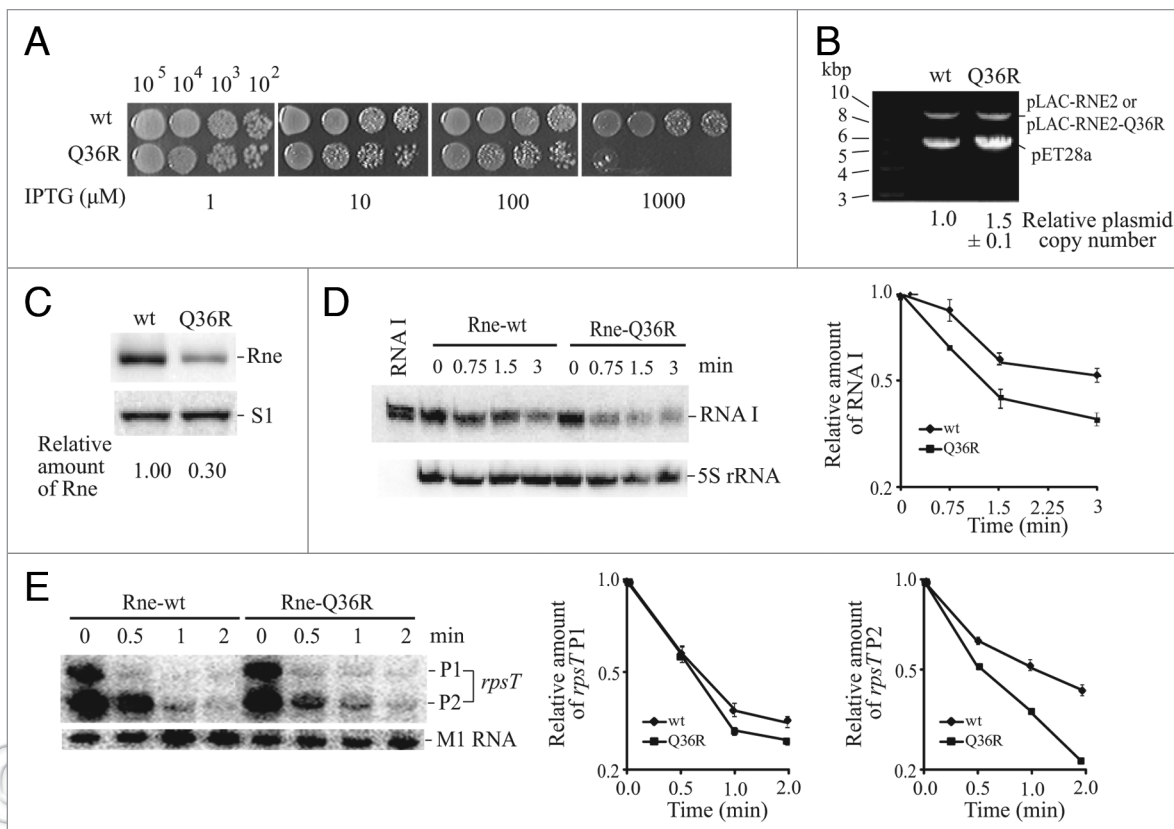 A
10^5 10^4 10^3 10^2
wt
Q36R
IPTG (µM) 1 10 100 1000
B
kbp wt Q36R
10
8
6
5
4
3
pLAC-RNE2 or
pLAC-RNE2-Q36R
pET28a
1.0 1.5 Relative plasmid
± 0.1 copy number
C
wt Q36R
Rne
S1
Relative
amount
of Rne
1.00 0.30
D
RNA I
Rne-wt Rne-Q36R
0 0.75 1.5 3 0 0.75 1.5 3 min
RNA I
5S rRNA
Relative amount
of RNA I
1.0
0.5
0.2
wt
Q36R
0 0.75 1.5 2.25 3
Time (min)
E
Rne-wt Rne-Q36R
0 0.5 1 2 0 0.5 1 2 min
P1
rpsT
P2
M1 RNA
Relative amount
of rpsT P1
1.0
0.5
0.2
wt
Q36R
0.0 0.5 1.0 2.0
Time (min)
Relative amount
of rpsT P2
1.0
0.5
0.2
wt
Q36R
0.0 0.5 1.0 2.0
Time (min)